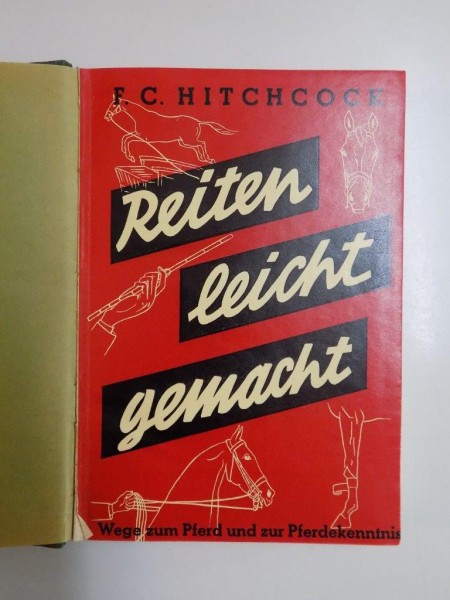 F. C. HITCHCOCK
Reiten
leicht
gemacht
Wege zum Pferd und zur Pferdekenntnis